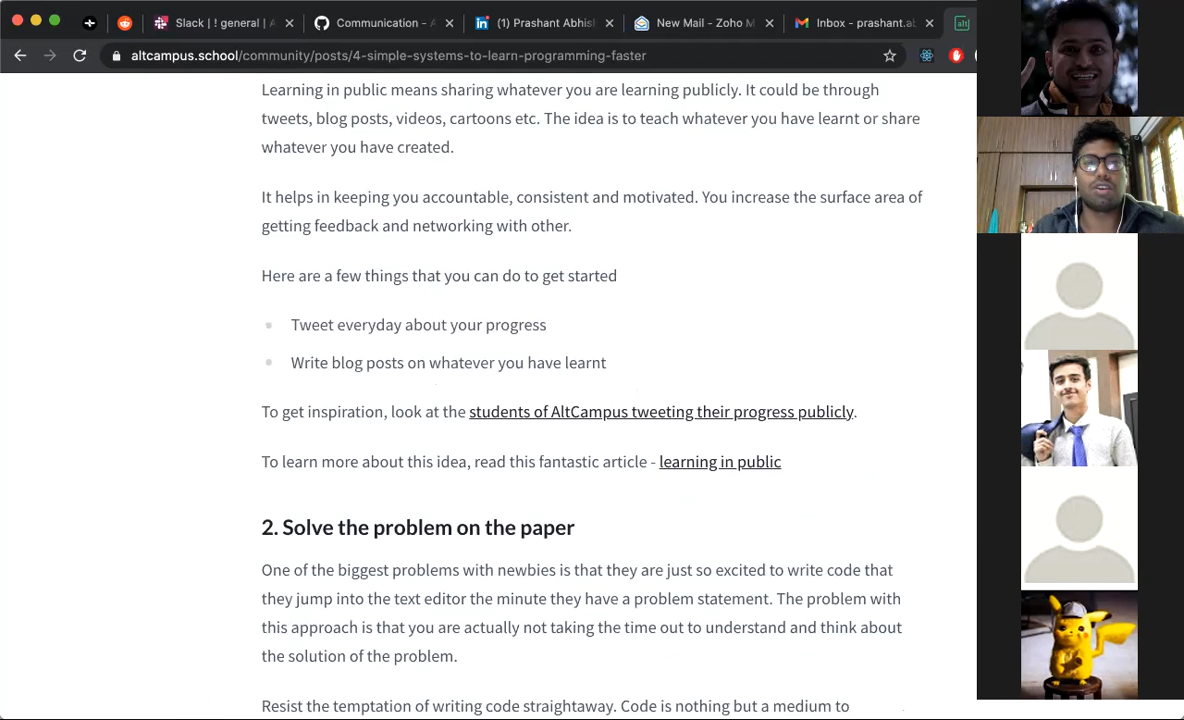 Slack | ! general | A
Communication - A
(1) Prashant Abhish
New Mail - Zoho M
Inbox - prashant.ab
alt
altcampus.school/community/posts/4-simple-systems-to-learn-programming-faster
Learning in public means sharing whatever you are learning publicly. It could be through
tweets, blog posts, videos, cartoons etc. The idea is to teach whatever you have learnt or share
whatever you have created.
It helps in keeping you accountable, consistent and motivated. You increase the surface area of
getting feedback and networking with other.
Here are a few things that you can do to get started
Tweet everyday about your progress
Write blog posts on whatever you have learnt
To get inspiration, look at the students of AltCampus tweeting their progress publicly.
To learn more about this idea, read this fantastic article - learning in public
2. Solve the problem on the paper
One of the biggest problems with newbies is that they are just so excited to write code that
they jump into the text editor the minute they have a problem statement. The problem with
this approach is that you are actually not taking the time out to understand and think about
the solution of the problem.
Resist the temptation of writing code straightaway. Code is nothing but a medium to